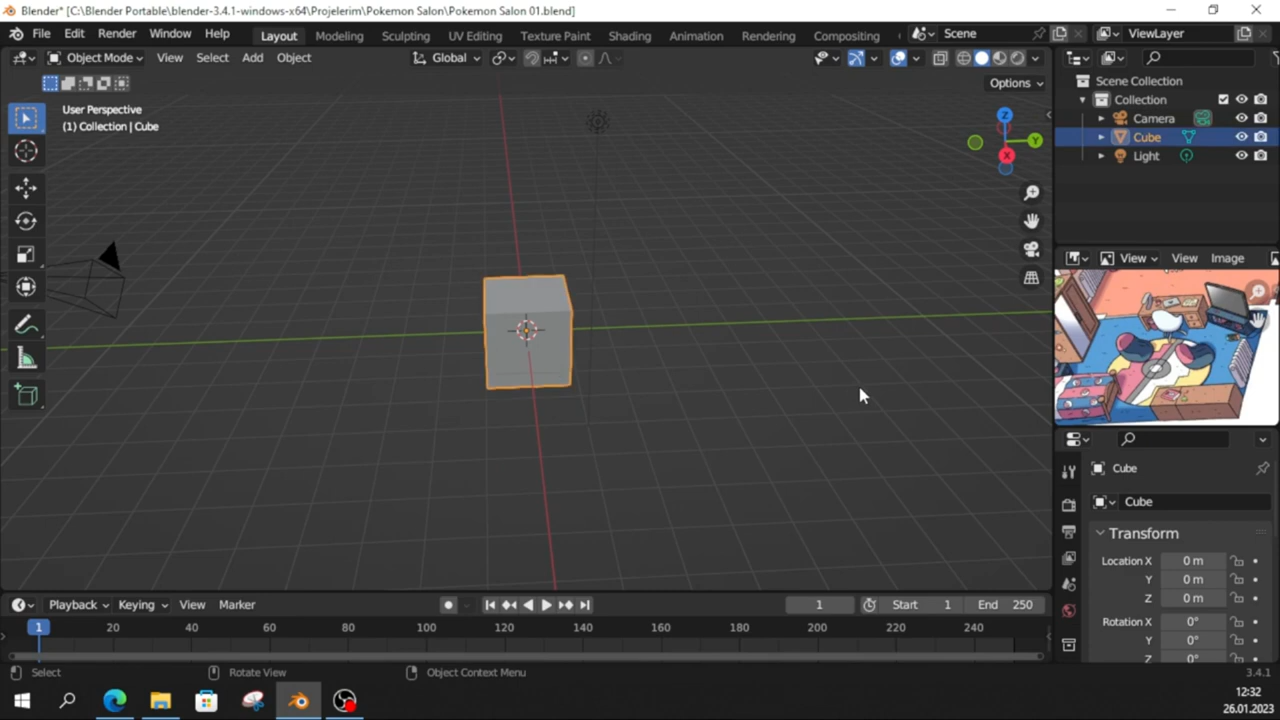 Blender* [C:\Blender Portable\blender-3.4.1-windows-x64\Projelerim\Pokemon Salon\Pokemon Salon 01.blend]
File Edit Render Window Help Layout Modeling Sculpting UV Editing Texture Paint Shading Animation Rendering Compositing Scene ViewLayer
Object Mode View Select Add Object Global
Options
User Perspective
(1) Collection | Cube
Z
Y
X
Scene Collection
Collection
Camera
Cube
Light
View View Image
Cube
Cube
Transform
Location X 0 m
Y 0 m
Z 0 m
Rotation X 0°
Y 0°
Z 0°
Playback Keying View Marker 1 Start 1 End 250
1 20 40 60 80 100 120 140 160 180 200 220 240
Select Rotate View Object Context Menu 3.4.1
12:32
26.01.2023